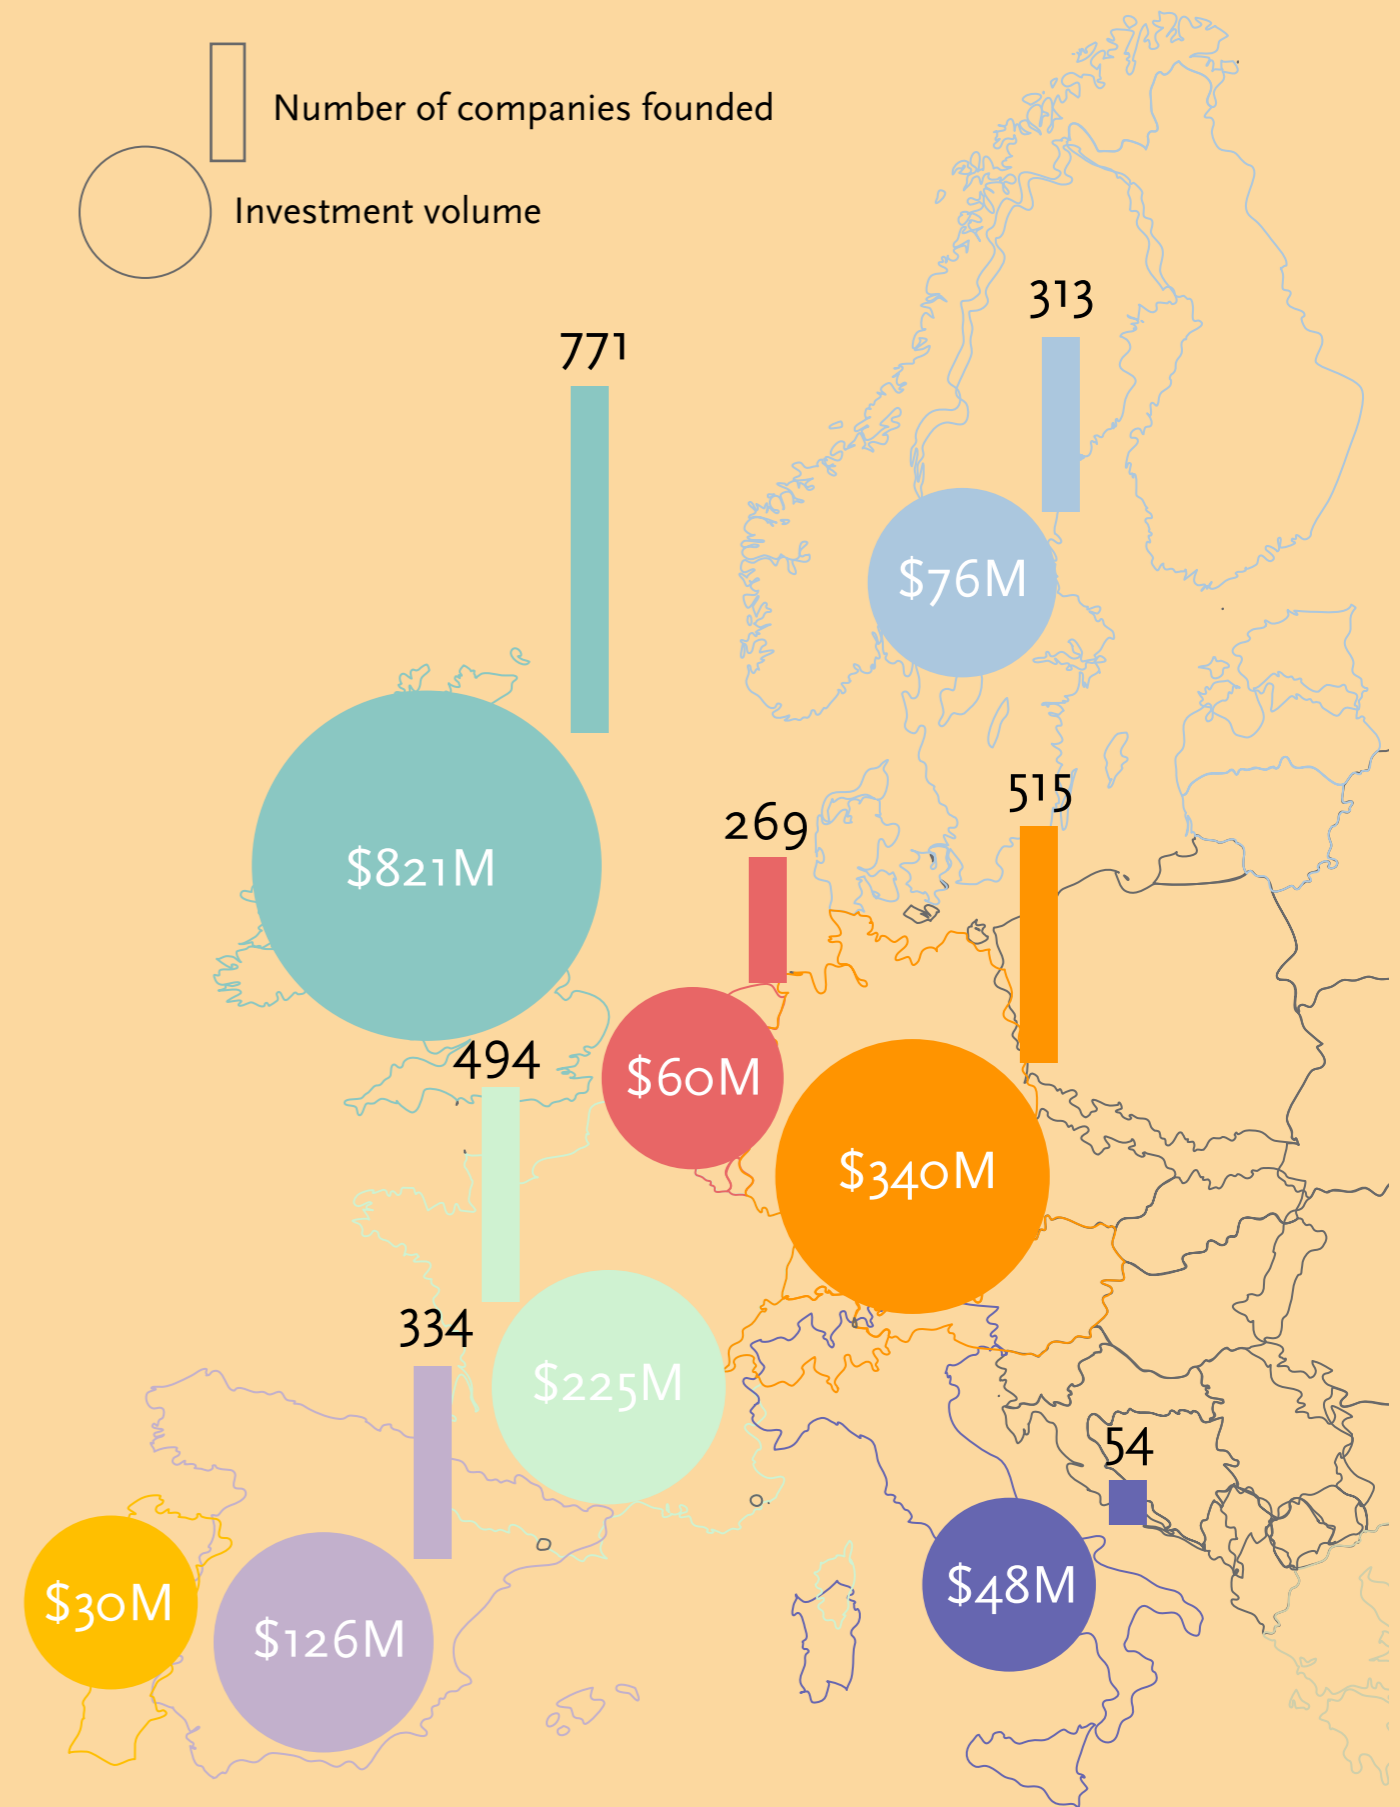 Number of companies founded
Investment volume
313
771
$76M
515
269
$821M
494
$60M
$340M
334
$225M
54
$48M
$30M
$126M